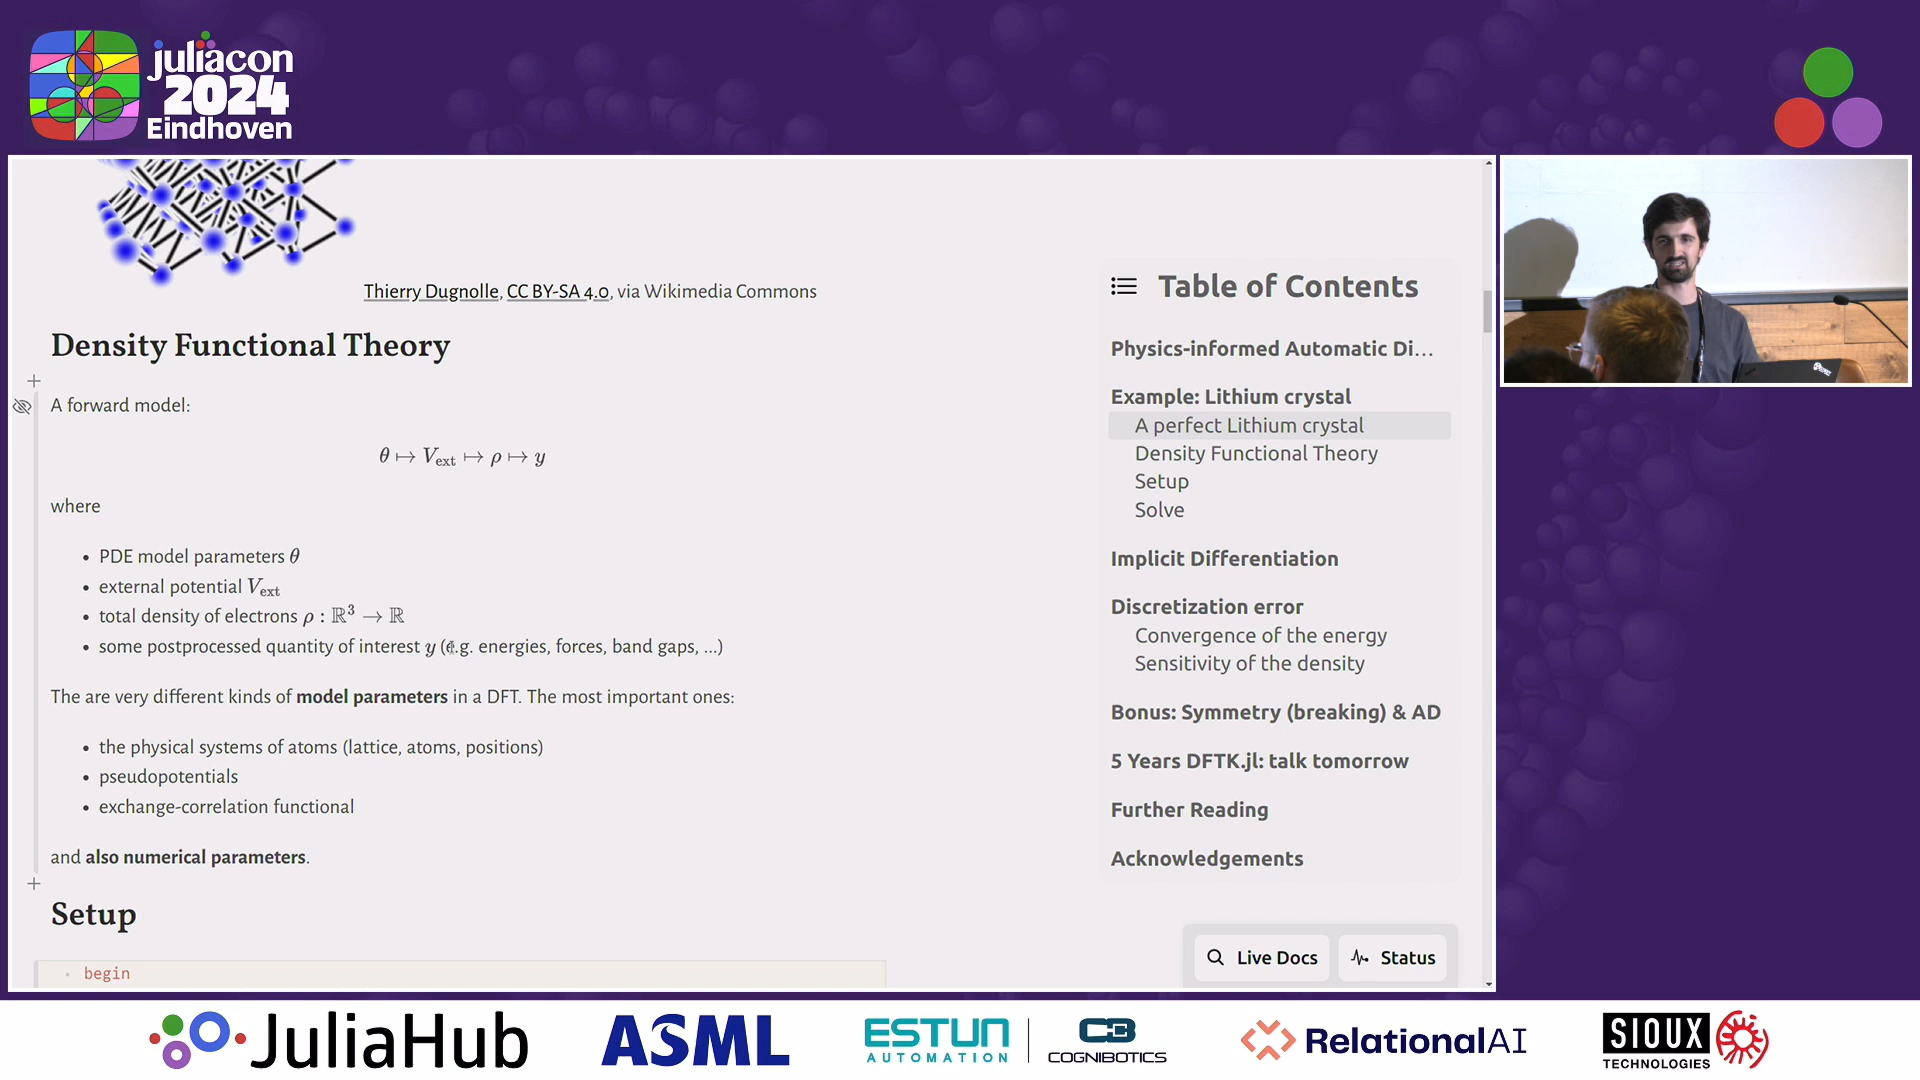 juliacon
2024
Eindhoven
Thierry Dugnolle, CC BY-SA 4.0, via Wikimedia Commons
Density Functional Theory
A forward model:
θ ↦ V_ext ↦ ρ ↦ y
where
• PDE model parameters θ
• external potential V_ext
• total density of electrons ρ : ℝ³ → ℝ
• some postprocessed quantity of interest y (e.g. energies, forces, band gaps, ...)
The are very different kinds of model parameters in a DFT. The most important ones:
• the physical systems of atoms (lattice, atoms, positions)
• pseudopotentials
• exchange-correlation functional
and also numerical parameters.
Setup
begin
Table of Contents
Physics-informed Automatic Di...
Example: Lithium crystal
A perfect Lithium crystal
Density Functional Theory
Setup
Solve
Implicit Differentiation
Discretization error
Convergence of the energy
Sensitivity of the density
Bonus: Symmetry (breaking) & AD
5 Years DFTK.jl: talk tomorrow
Further Reading
Acknowledgements
Live Docs
Status
JuliaHub
ASML
ESTUN
AUTOMATION
COGNIBOTICS
RelationalAI
SIOUX
TECHNOLOGIES